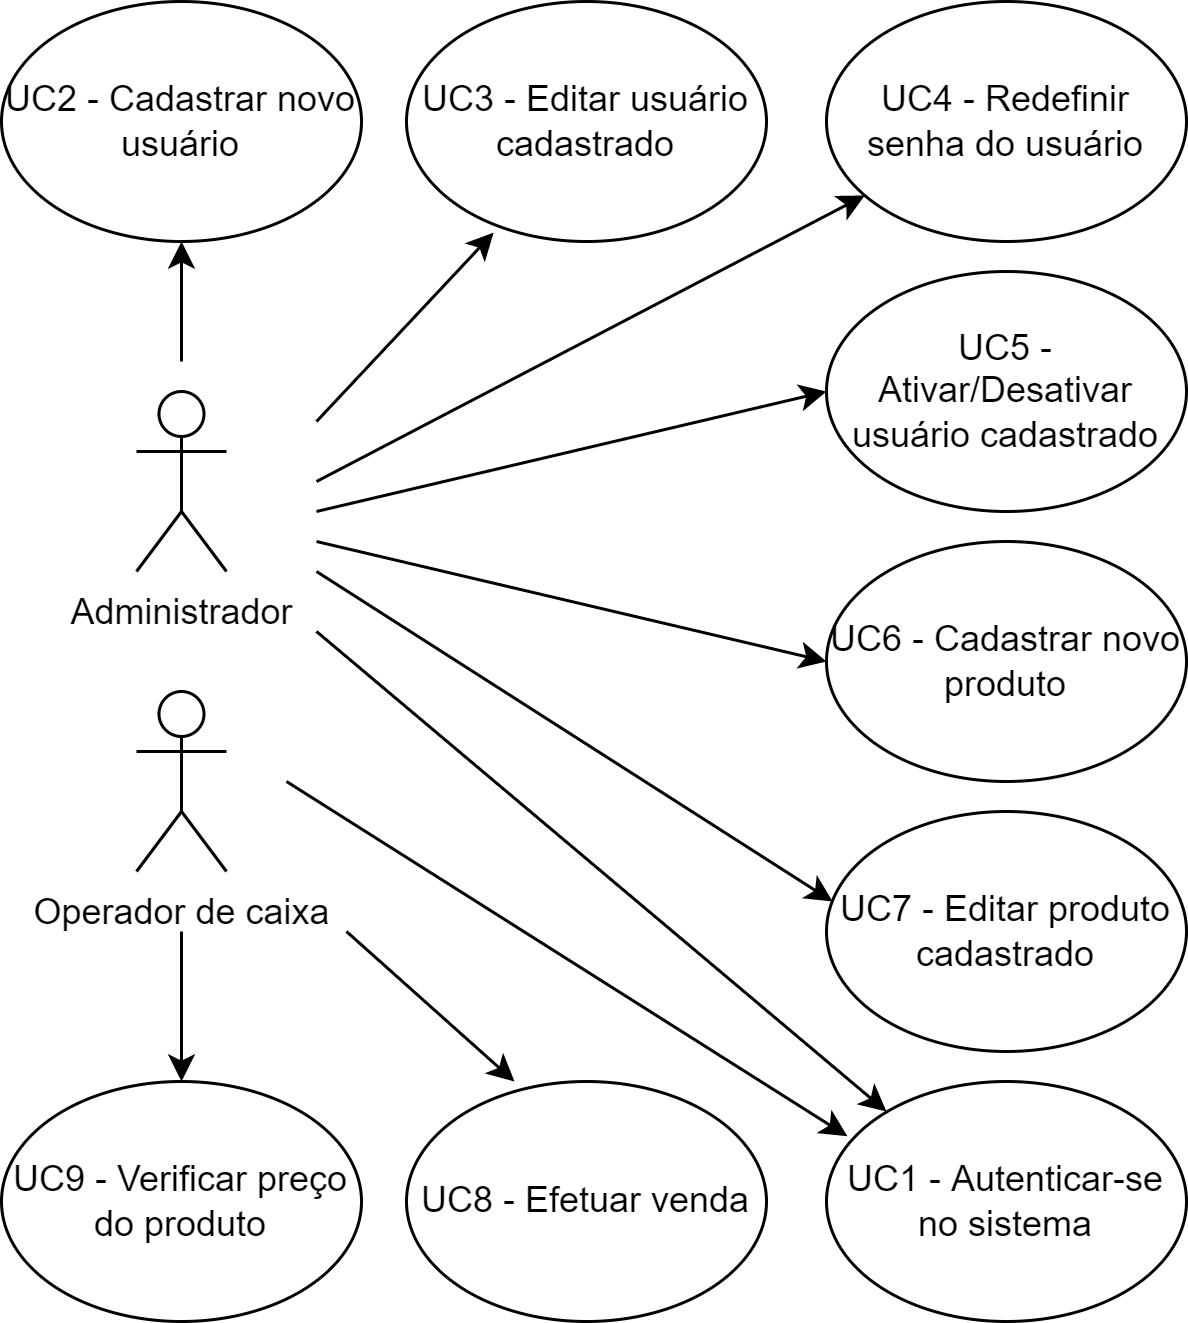 UC2 - Cadastrar novo
usuário
UC3 - Editar usuário
cadastrado
UC4 - Redefinir
senha do usuário
UC5 -
Ativar/Desativar
usuário cadastrado
Administrador
UC6 - Cadastrar novo
produto
Operador de caixa
UC7 - Editar produto
cadastrado
UC9 - Verificar preço
do produto
UC8 - Efetuar venda
UC1 - Autenticar-se
no sistema